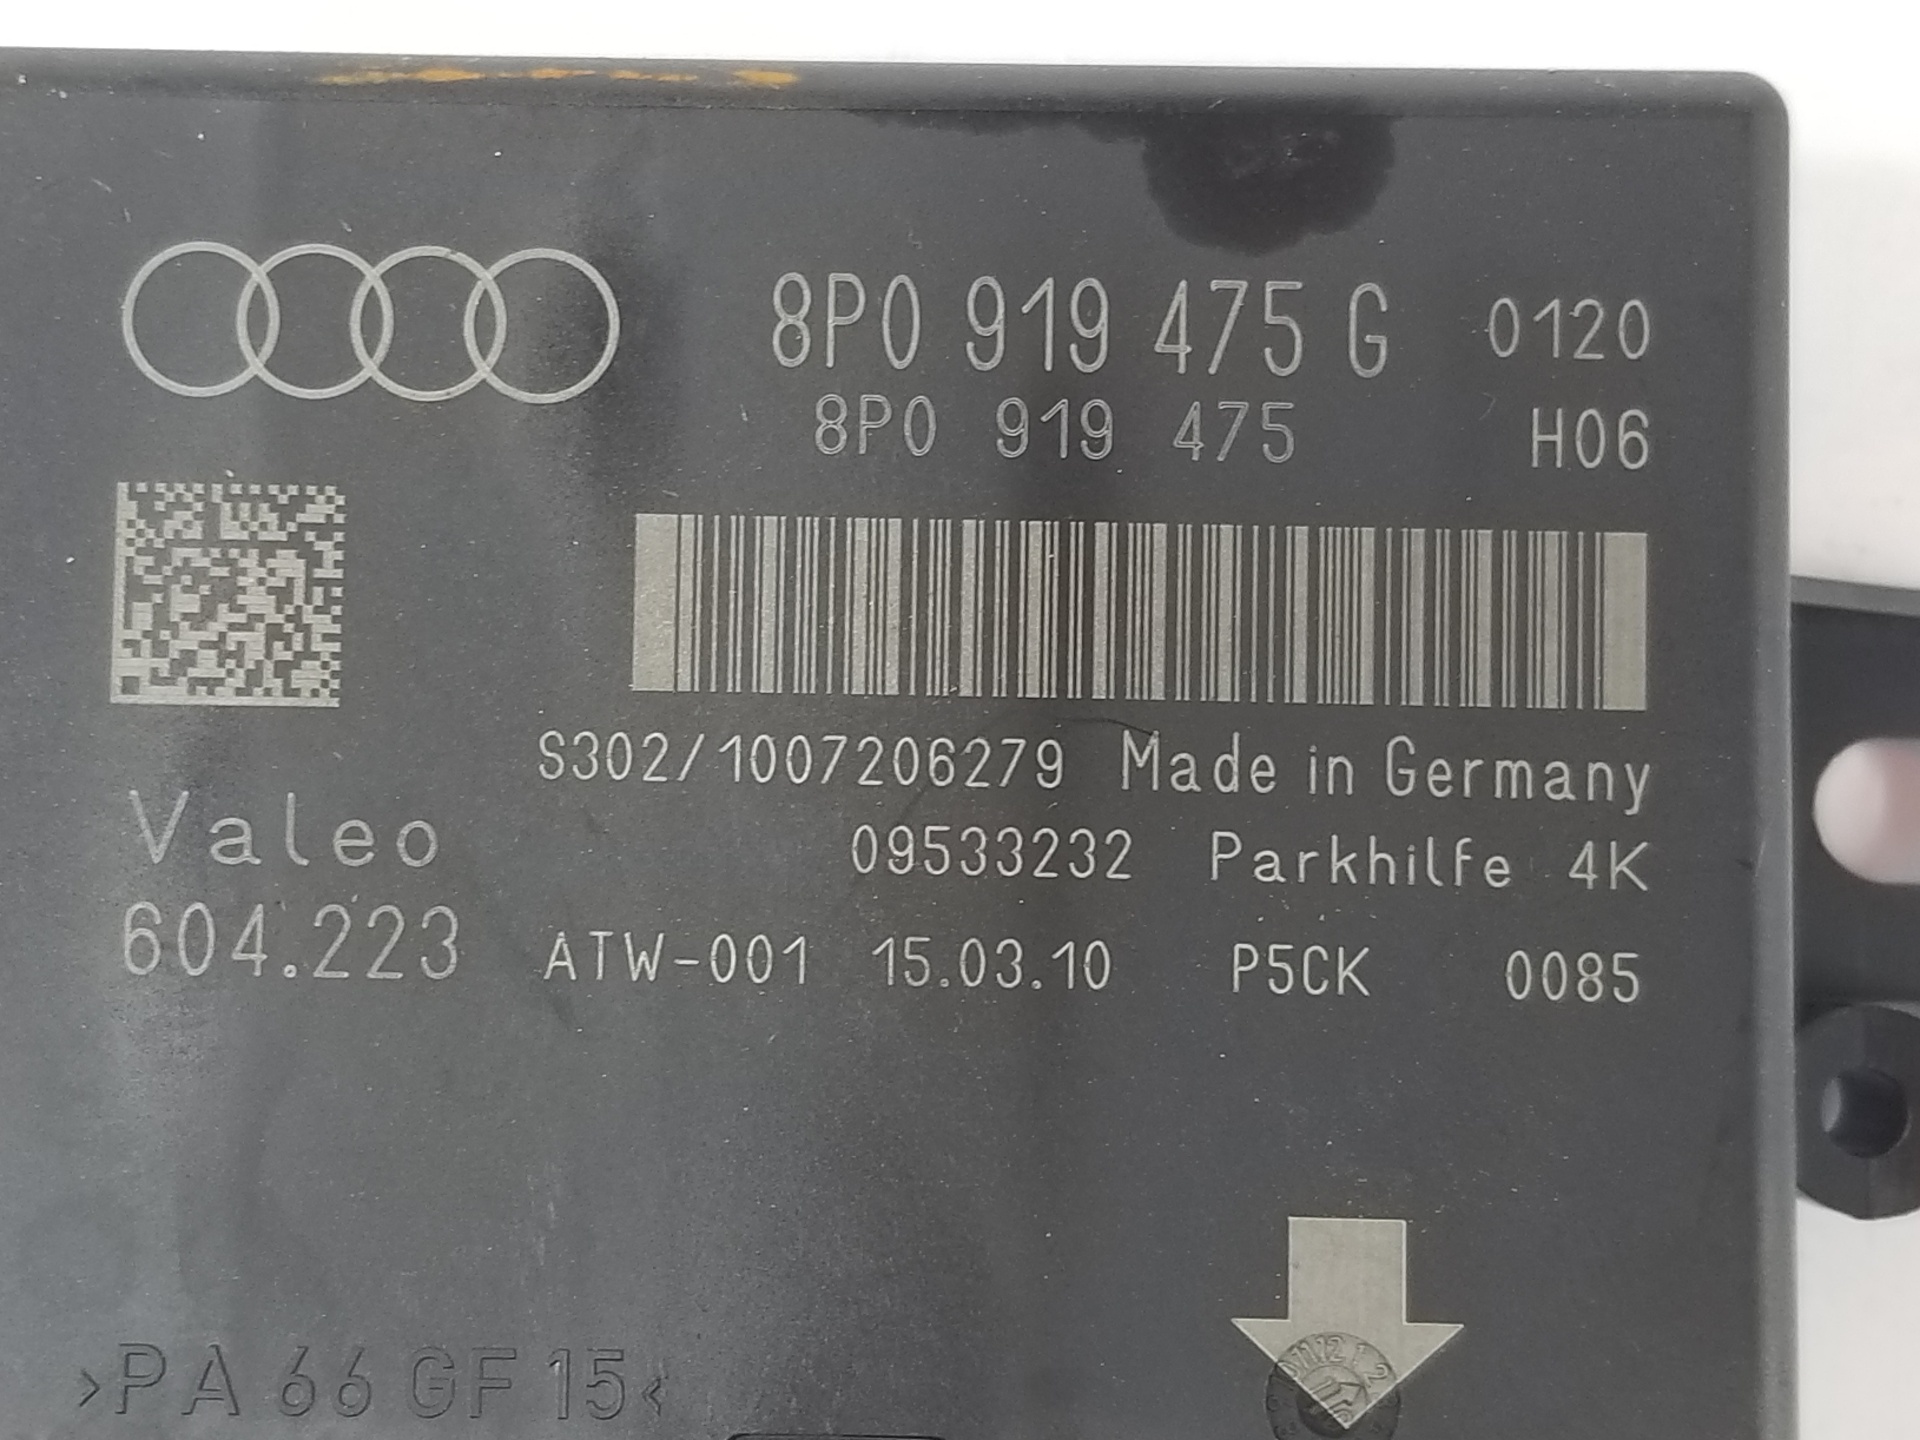 8P0 919 475 G 0120
8P0 919 475 H06
S302/1007206279 Made in Germany
Valeo 09533232 Parkhilfe 4K
604.223 ATW-001 15.03.10 P5CK 0085
>PA 66 GF 15<